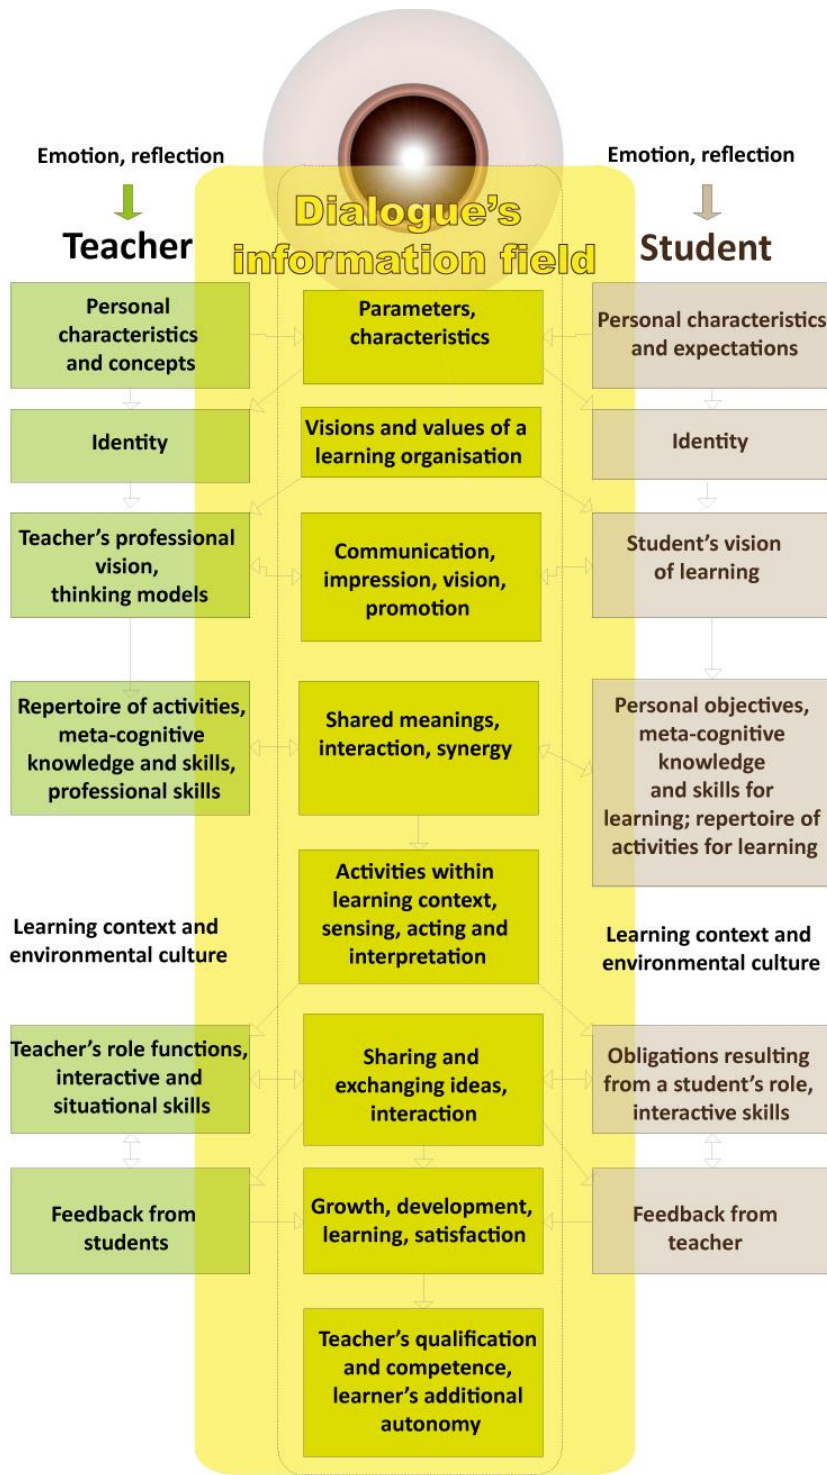 Emotion, reflection
Emotion, reflection
Dialogue's
information field
Teacher
Student
Personal
characteristics
and concepts
Parameters,
characteristics
Personal characteristics
and expectations
Identity
Visions and values of a
learning organisation
Identity
Teacher's professional
vision,
thinking models
Communication,
impression, vision,
promotion
Student's vision
of learning
Repertoire of activities,
meta-cognitive
knowledge and skills,
professional skills
Shared meanings,
interaction, synergy
Personal objectives,
meta-cognitive
knowledge
and skills for
learning; repertoire of
activities for learning
Activities within
learning context,
sensing, acting and
interpretation
Learning context and
environmental culture
Learning context and
environmental culture
Teacher's role functions,
interactive and
situational skills
Sharing and
exchanging ideas,
interaction
Obligations resulting
from a student's role,
interactive skills
Feedback from
students
Growth, development,
learning, satisfaction
Feedback from
teacher
Teacher's qualification
and competence,
learner's additional
autonomy